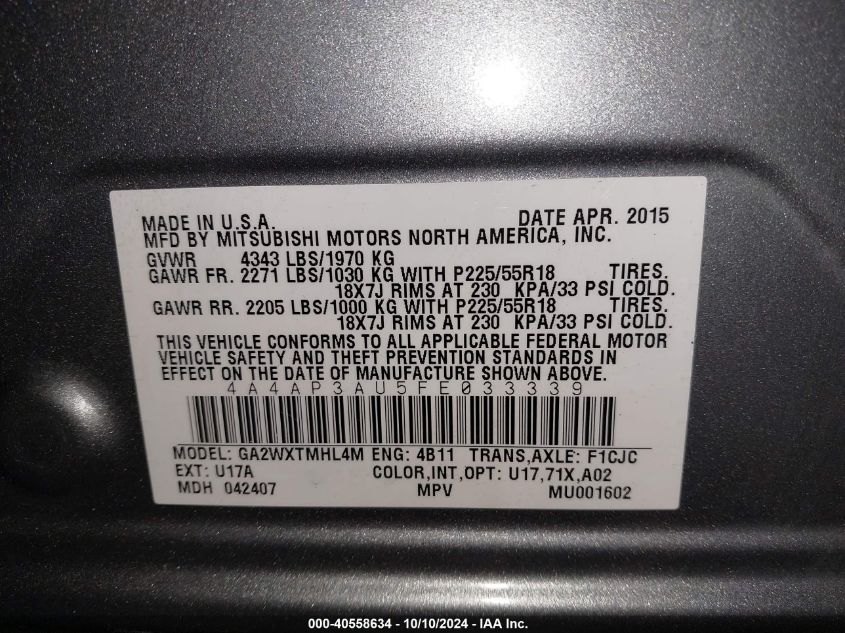 MADE IN U.S.A. DATE APR. 2015
MFD BY MITSUBISHI MOTORS NORTH AMERICA, INC.
GVWR 4343 LBS/1970 KG
GAWR FR. 2271 LBS/1030 KG WITH P225/55R18 TIRES.
18X7J RIMS AT 230 KPA/33 PSI COLD.
GAWR RR. 2205 LBS/1000 KG WITH P225/55R18 TIRES.
18X7J RIMS AT 230 KPA/33 PSI COLD.
THIS VEHICLE CONFORMS TO ALL APPLICABLE FEDERAL MOTOR
VEHICLE SAFETY AND THEFT PREVENTION STANDARDS IN
EFFECT ON THE DATE OF MANUFACTURE SHOWN ABOVE.
4A4AP3AU5FE033339
MODEL: GA2WXTMHL4M ENG: 4B11 TRANS,AXLE: F1CJC
EXT: U17A COLOR,INT,OPT: U17,71X,A02
MDH 042407 MPV MU001602
000-40558634 - 10/10/2024 - IAA Inc.